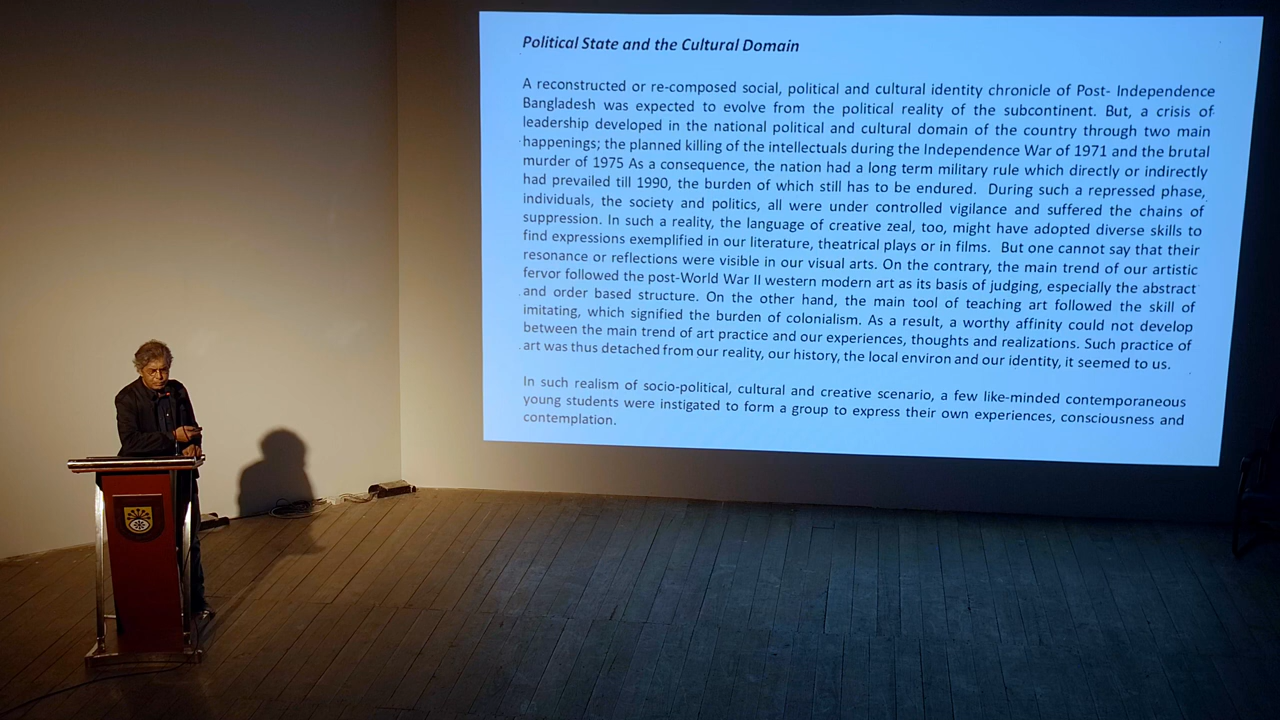 Political State and the Cultural Domain
A reconstructed or re-composed social, political and cultural identity chronicle of Post- Independence
Bangladesh was expected to evolve from the political reality of the subcontinent. But, a crisis of
leadership developed in the national political and cultural domain of the country through two main
happenings; the planned killing of the intellectuals during the Independence War of 1971 and the brutal
murder of 1975 As a consequence, the nation had a long term military rule which directly or indirectly
had prevailed till 1990, the burden of which still has to be endured. During such a repressed phase,
individuals, the society and politics, all were under controlled vigilance and suffered the chains of
suppression. In such a reality, the language of creative zeal, too, might have adopted diverse skills to
find expressions exemplified in our literature, theatrical plays or in films. But one cannot say that their
resonance or reflections were visible in our visual arts. On the contrary, the main trend of our artistic
fervor followed the post-World War II western modern art as its basis of judging, especially the abstract
and order based structure. On the other hand, the main tool of teaching art followed the skill of
imitating, which signified the burden of colonialism. As a result, a worthy affinity could not develop
between the main trend of art practice and our experiences, thoughts and realizations. Such practice of
art was thus detached from our reality, our history, the local environ and our identity, it seemed to us.
In such realism of socio-political, cultural and creative scenario, a few like-minded contemporaneous
young students were instigated to form a group to express their own experiences, consciousness and
contemplation.